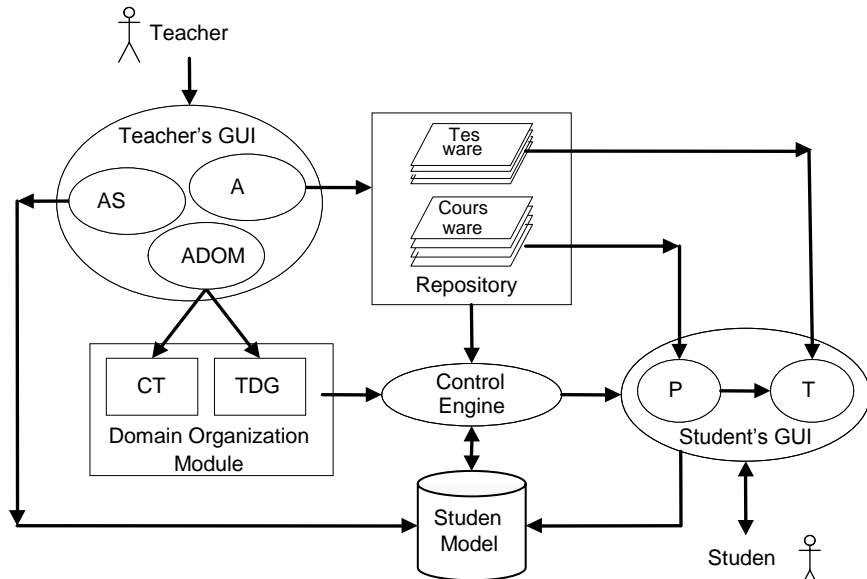 Teacher
Teacher's GUI
AS
A
ADOM
Tes
ware
Cours
ware
Repository
CT
TDG
Domain Organization
Module
Control
Engine
P
T
Student's GUI
Studen
Model
Studen